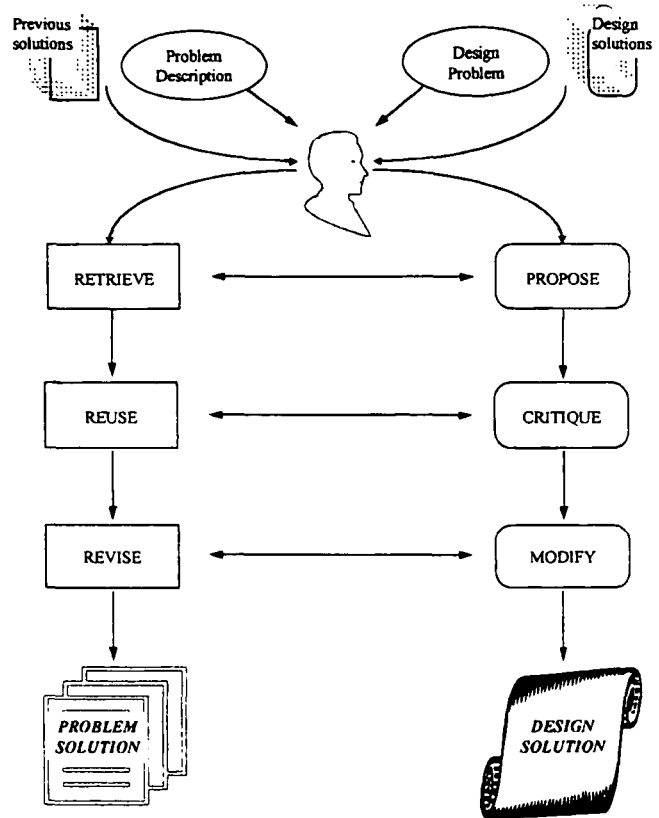 Previous
solutions
Problem
Description
Design
Problem
Design
solutions
RETRIEVE
PROPOSE
REUSE
CRITIQUE
REVISE
MODIFY
PROBLEM
SOLUTION
DESIGN
SOLUTION